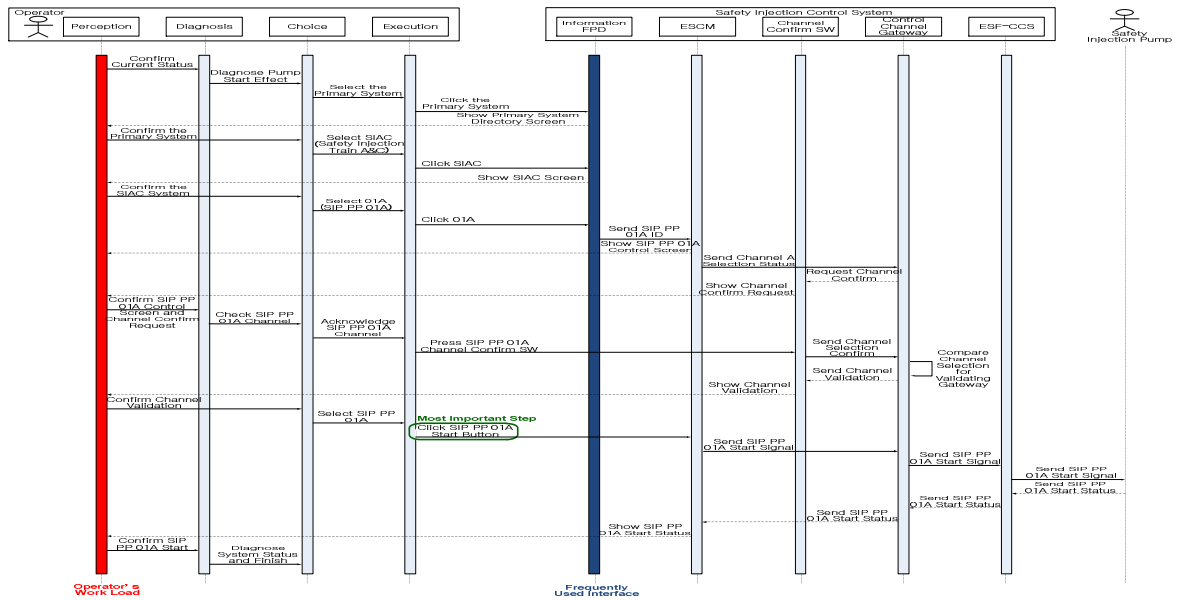 Operator
Safety Injection Control System
Perception
Diagnosis
Choice
Execution
Information
FPD
ESCM
Channel
Confirm SW
Control
Channel
Gateway
ESF-CCS
Safety
Injection Pump
Confirm
Current Status
Diagnose Pump
Start Effect
Select the
Primary System
Click the
Primary System
Show Primary System
Directory Screen
Confirm the
Primary System
Select SIAC
(Safety Injection
Train A&C)
Click SIAC
Show SIAC Screen
Confirm the
SIAC System
Select 01A
(SIP PP 01A)
Click 01A
Send SIP PP
01A ID
Show SIP PP 01A
Control Screen
Send Channel A
Selection Status
Request Channel
Confirm
Show Channel
Confirm Request
Confirm SIP PP
01A Control
Screen and
Channel Confirm
Request
Check SIP PP
01A Channel
Acknowledge
SIP PP 01A
Channel
Press SIP PP 01A
Channel Confirm SW
Send Channel
Selection
Confirm
Compare
Channel
Selection
for
Validating
Gateway
Send Channel
Validation
Show Channel
Validation
Confirm Channel
Validation
Select SIP PP
01A
Most Important Step
Click SIP PP 01A
Start Button
Send SIP PP
01A Start Signal
Send SIP PP
01A Start Signal
Send SIP PP
01A Start Signal
Send SIP PP
01A Start Status
Send SIP PP
01A Start Status
Send SIP PP
01A Start Status
Show SIP PP
01A Start Status
Confirm SIP
PP 01A Start
Diagnose
System Status
and Finish
Operator's
Work Load
Frequently
Used Interface